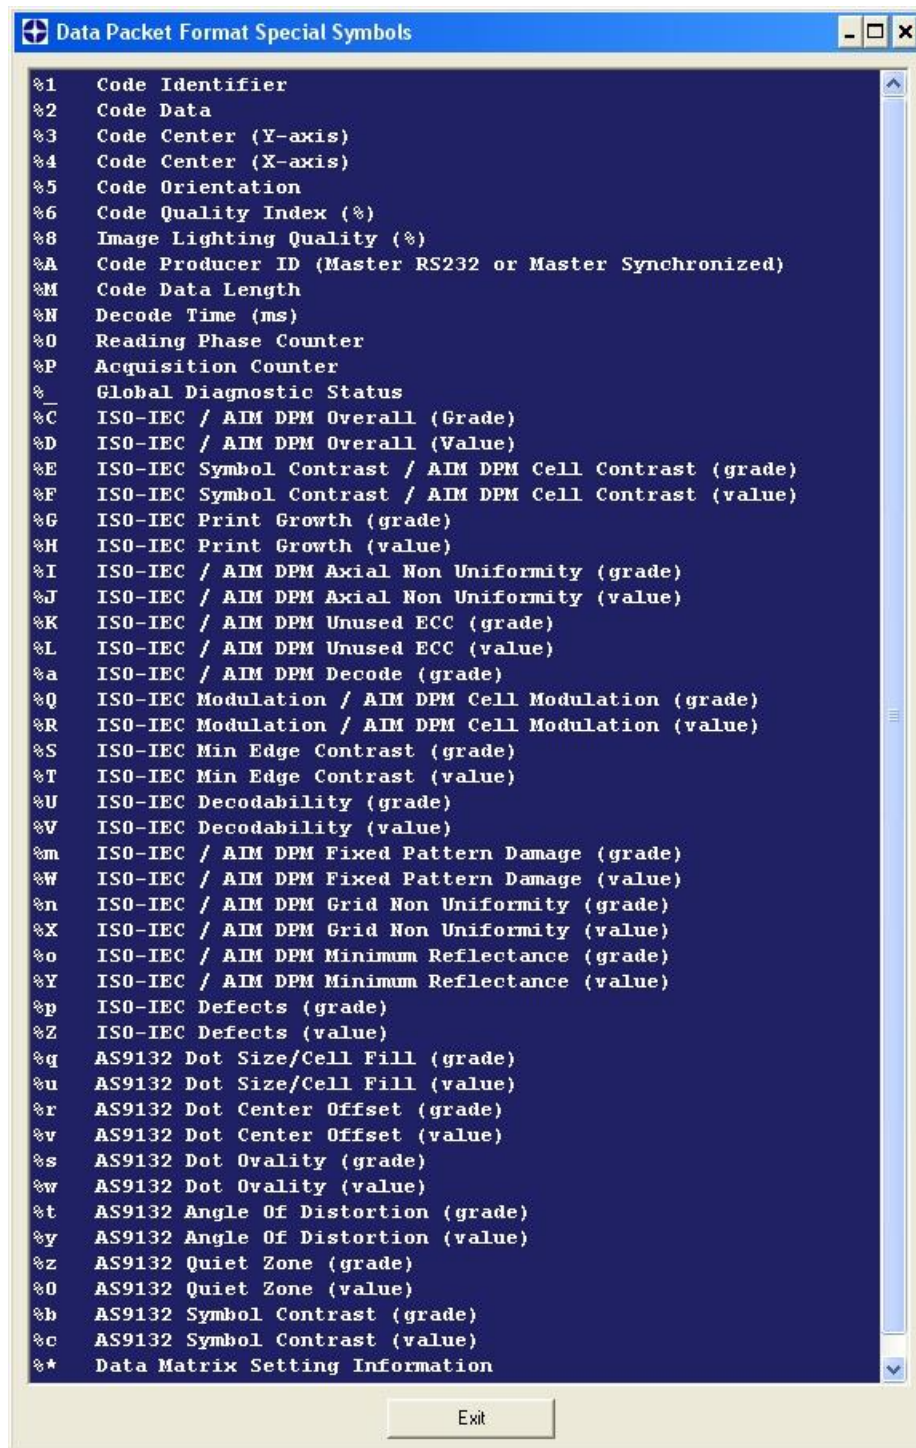 Data Packet Format Special Symbols
%1 Code Identifier
%2 Code Data
%3 Code Center (Y-axis)
%4 Code Center (X-axis)
%5 Code Orientation
%6 Code Quality Index (%)
%8 Image Lighting Quality (%)
%A Code Producer ID (Master RS232 or Master Synchronized)
%M Code Data Length
%N Decode Time (ms)
%O Reading Phase Counter
%P Acquisition Counter
%_ Global Diagnostic Status
%C ISO-IEC / AIM DPM Overall (Grade)
%D ISO-IEC / AIM DPM Overall (Value)
%E ISO-IEC Symbol Contrast / AIM DPM Cell Contrast (grade)
%F ISO-IEC Symbol Contrast / AIM DPM Cell Contrast (value)
%G ISO-IEC Print Growth (grade)
%H ISO-IEC Print Growth (value)
%I ISO-IEC / AIM DPM Axial Non Uniformity (grade)
%J ISO-IEC / AIM DPM Axial Non Uniformity (value)
%K ISO-IEC / AIM DPM Unused ECC (grade)
%L ISO-IEC / AIM DPM Unused ECC (value)
%a ISO-IEC / AIM DPM Decode (grade)
%Q ISO-IEC Modulation / AIM DPM Cell Modulation (grade)
%R ISO-IEC Modulation / AIM DPM Cell Modulation (value)
%S ISO-IEC Min Edge Contrast (grade)
%T ISO-IEC Min Edge Contrast (value)
%U ISO-IEC Decodability (grade)
%V ISO-IEC Decodability (value)
%m ISO-IEC / AIM DPM Fixed Pattern Damage (grade)
%W ISO-IEC / AIM DPM Fixed Pattern Damage (value)
%n ISO-IEC / AIM DPM Grid Non Uniformity (grade)
%X ISO-IEC / AIM DPM Grid Non Uniformity (value)
%o ISO-IEC / AIM DPM Minimum Reflectance (grade)
%Y ISO-IEC / AIM DPM Minimum Reflectance (value)
%p ISO-IEC Defects (grade)
%Z ISO-IEC Defects (value)
%q AS9132 Dot Size/Cell Fill (grade)
%u AS9132 Dot Size/Cell Fill (value)
%r AS9132 Dot Center Offset (grade)
%v AS9132 Dot Center Offset (value)
%s AS9132 Dot Ovality (grade)
%w AS9132 Dot Ovality (value)
%t AS9132 Angle Of Distortion (grade)
%y AS9132 Angle Of Distortion (value)
%z AS9132 Quiet Zone (grade)
%0 AS9132 Quiet Zone (value)
%b AS9132 Symbol Contrast (grade)
%c AS9132 Symbol Contrast (value)
%* Data Matrix Setting Information
Exit